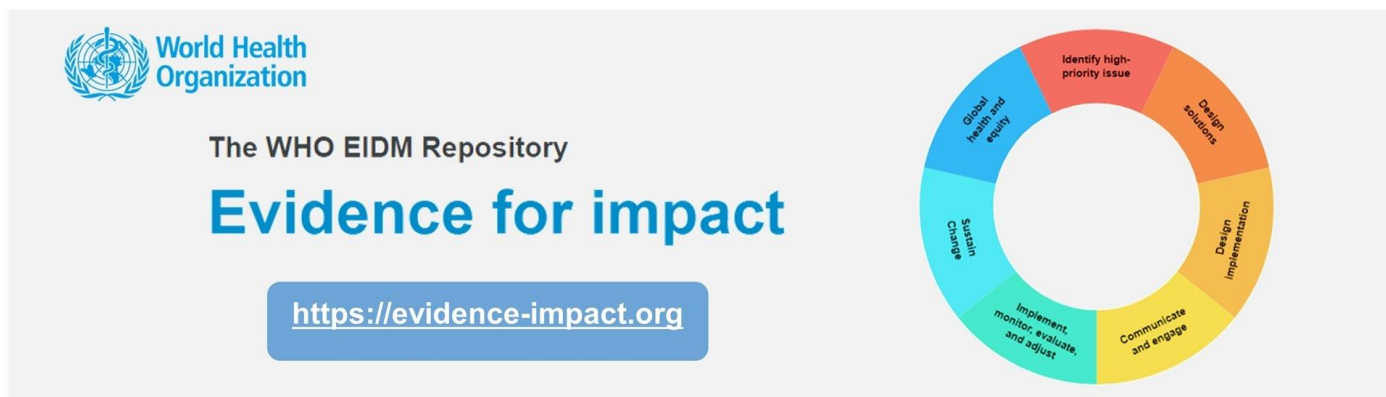 World Health
Organization
The WHO EIDM Repository
Evidence for impact
https://evidence-impact.org
Identify high-
priority issue
Design
solutions
Design
implementation
Communicate
and engage
Implement,
monitor, evaluate,
and adjust
Sustain
Change
Global
health and
equity